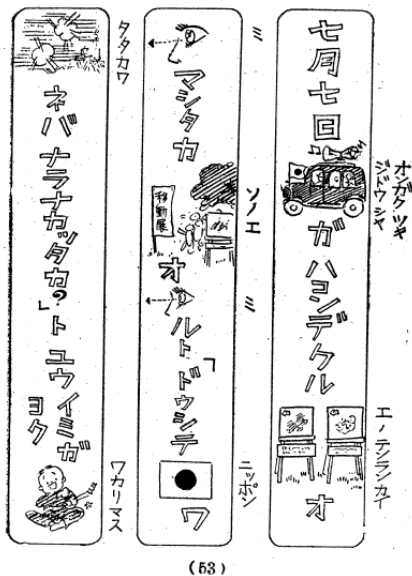 オンガクツキ
ジドウシャ
エノテンランカイ
七月七回
ガハコンデクル
オ
ミ
ソノエ
ミ
ニッポン
マシタカ
移動展
オ
ルト「ドウシテ
ワ
タタカワ
ワカリマス
ネバナラナカッタカ?」トユウイミガ
ヨク
(53)